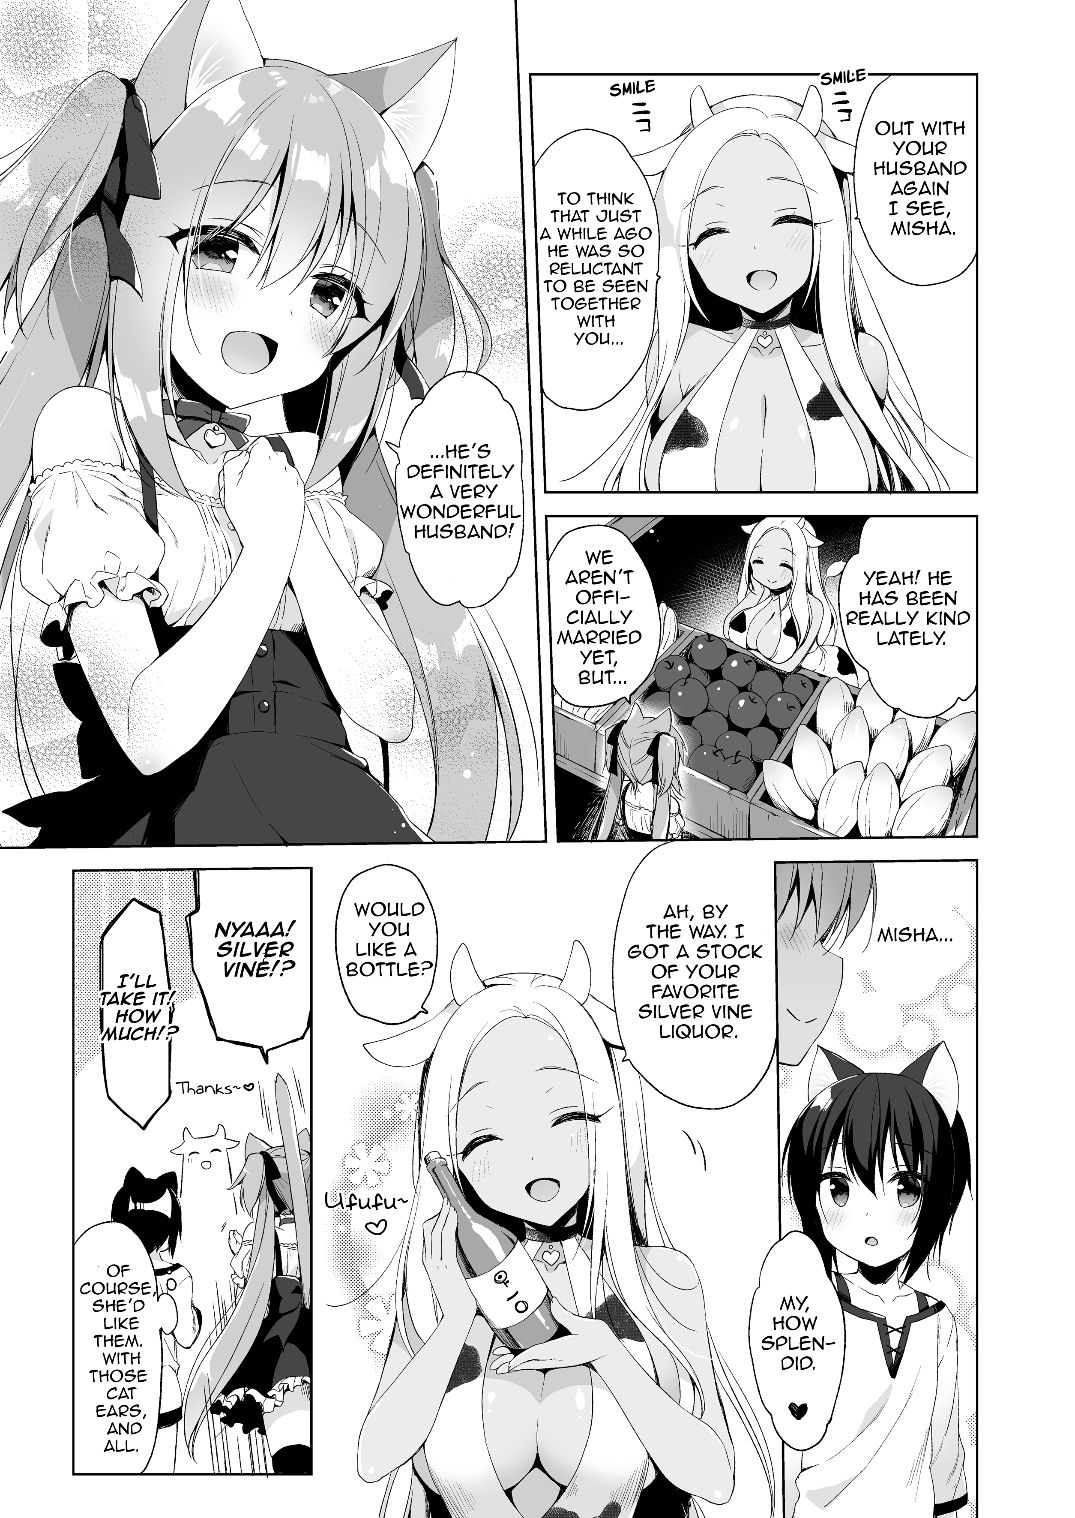 OUT WITH
YOUR
HUSBAND
AGAIN
I SEE,
MISHA.
SMILE
SMILE
TO THINK
THAT JUST
A WHILE AGO
HE WAS SO
RELUCTANT
TO BE SEEN
TOGETHER
WITH
YOU...
YEAH! HE
HAS BEEN
REALLY KIND
LATELY.
WE
AREN'T
OFFI-
CIALLY
MARRIED
YET,
BUT...
...HE'S
DEFINITELY
A VERY
WONDERFUL
HUSBAND!
MISHA...
MY,
HOW
SPLEN-
DID.
AH, BY
THE WAY. I
GOT A STOCK
OF YOUR
FAVORITE
SILVER VINE
LIQUOR.
WOULD
YOU
LIKE A
BOTTLE?
Ufufu~
NYAAA!
SILVER
VINE!?
I'LL
TAKE IT!
HOW
MUCH!?
Thanks~
OF
COURSE,
SHE'D
LIKE
THEM.
WITH
THOSE
CAT
EARS,
AND
ALL.